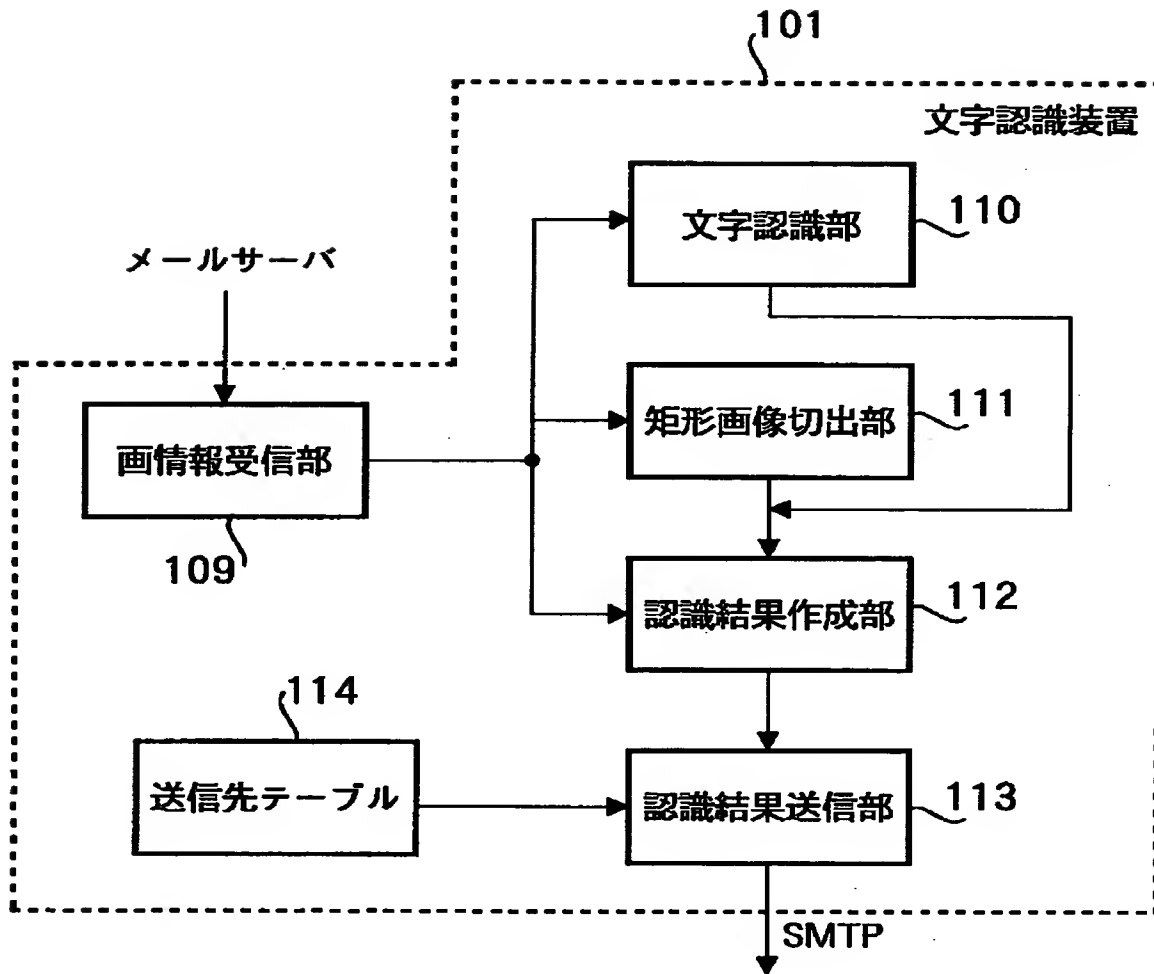 101
文字認識装置
文字認識部
110
メールサーバ
矩形画像切出部
111
画情報受信部
109
認識結果作成部
112
114
送信先テーブル
認識結果送信部
113
SMTP